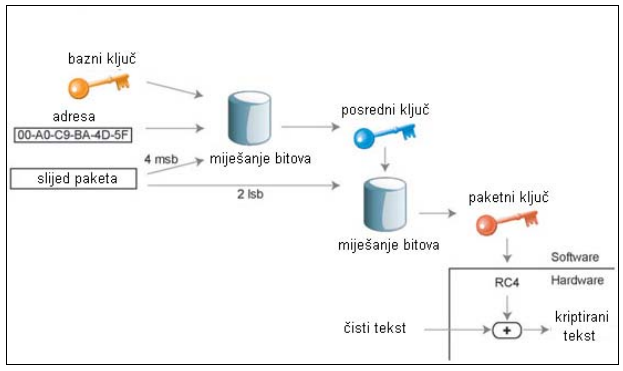 bazni ključ
adresa
00-A0-C9-BA-4D-5F
slijed paketa
4 msb
2 lsb
miješanje bitova
posredni ključ
miješanje bitova
paketni ključ
Software
Hardware
RC4
čisti tekst
+
kriptirani
tekst